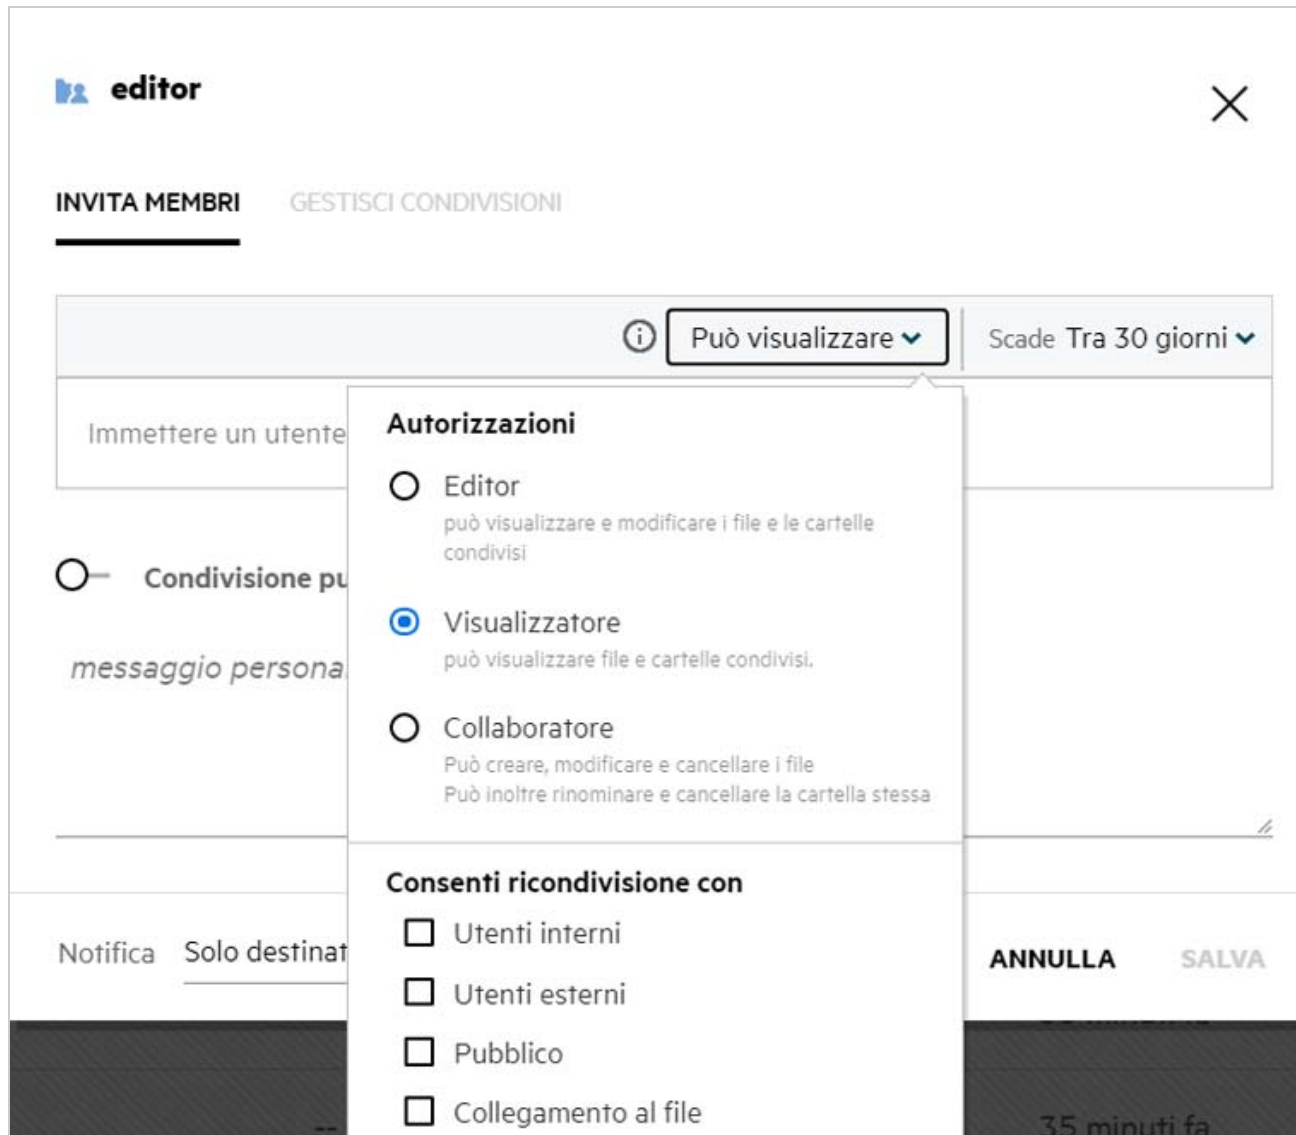 editor
INVITA MEMBRI GESTISCI CONDIVISIONI
Può visualizzare Scade Tra 30 giorni
Immettere un utente
Autorizzazioni
Editor
può visualizzare e modificare i file e le cartelle
condivisi
Condivisione
Visualizzatore
può visualizzare file e cartelle condivisi.
messaggio
Collaboratore
Può creare, modificare e cancellare i file
Può inoltre rinominare e cancellare la cartella stessa
Consenti ricondivisione con
Utenti interni
Notifica Solo ANNULLA SALVA
Utenti esterni
Pubblico
Collegamento al file
-- 35 minuti fa